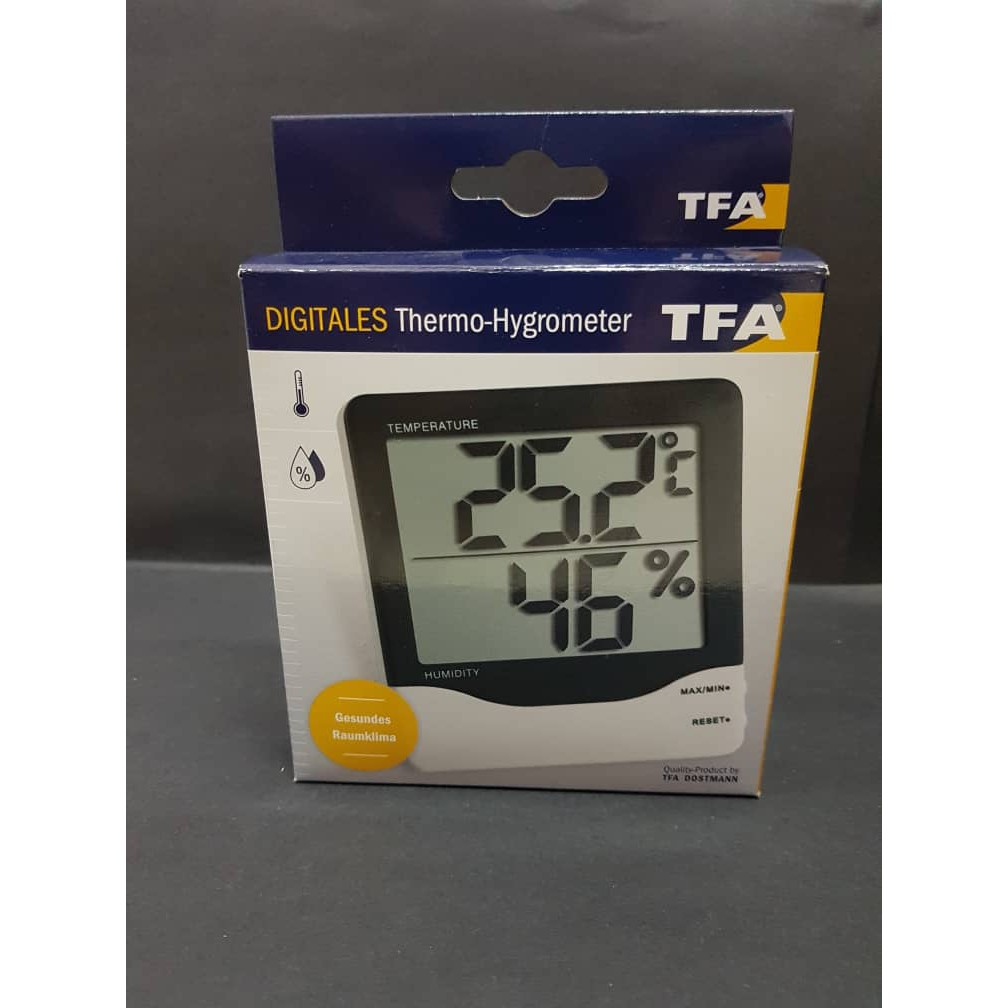 TFA
DIGITALES Thermo-Hygrometer TFA®
TEMPERATURE
25.2 °C
%
46 %
HUMIDITY
MAX/MIN
RESET
Gesundes
Raumklima
Quality-Product by
TFA DOSTMANN